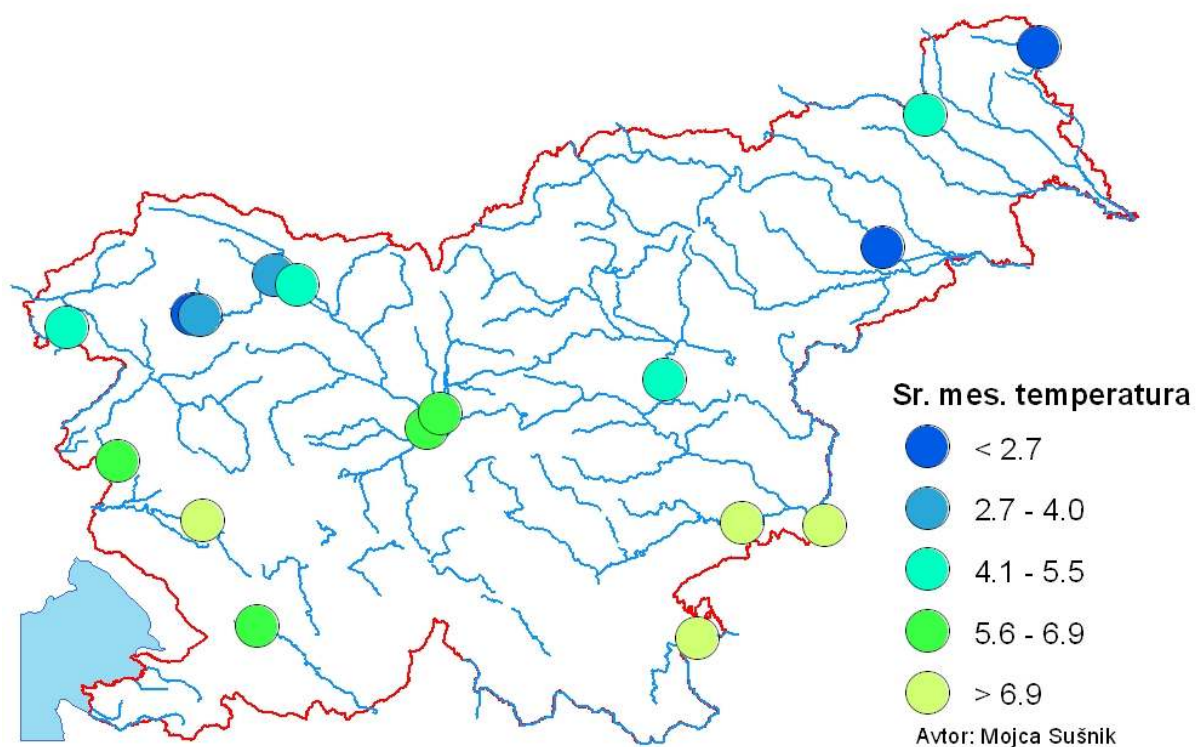 Sr. mes. temperatura
< 2.7
2.7 - 4.0
4.1 - 5.5
5.6 - 6.9
> 6.9
Avtor: Mojca Sušnik